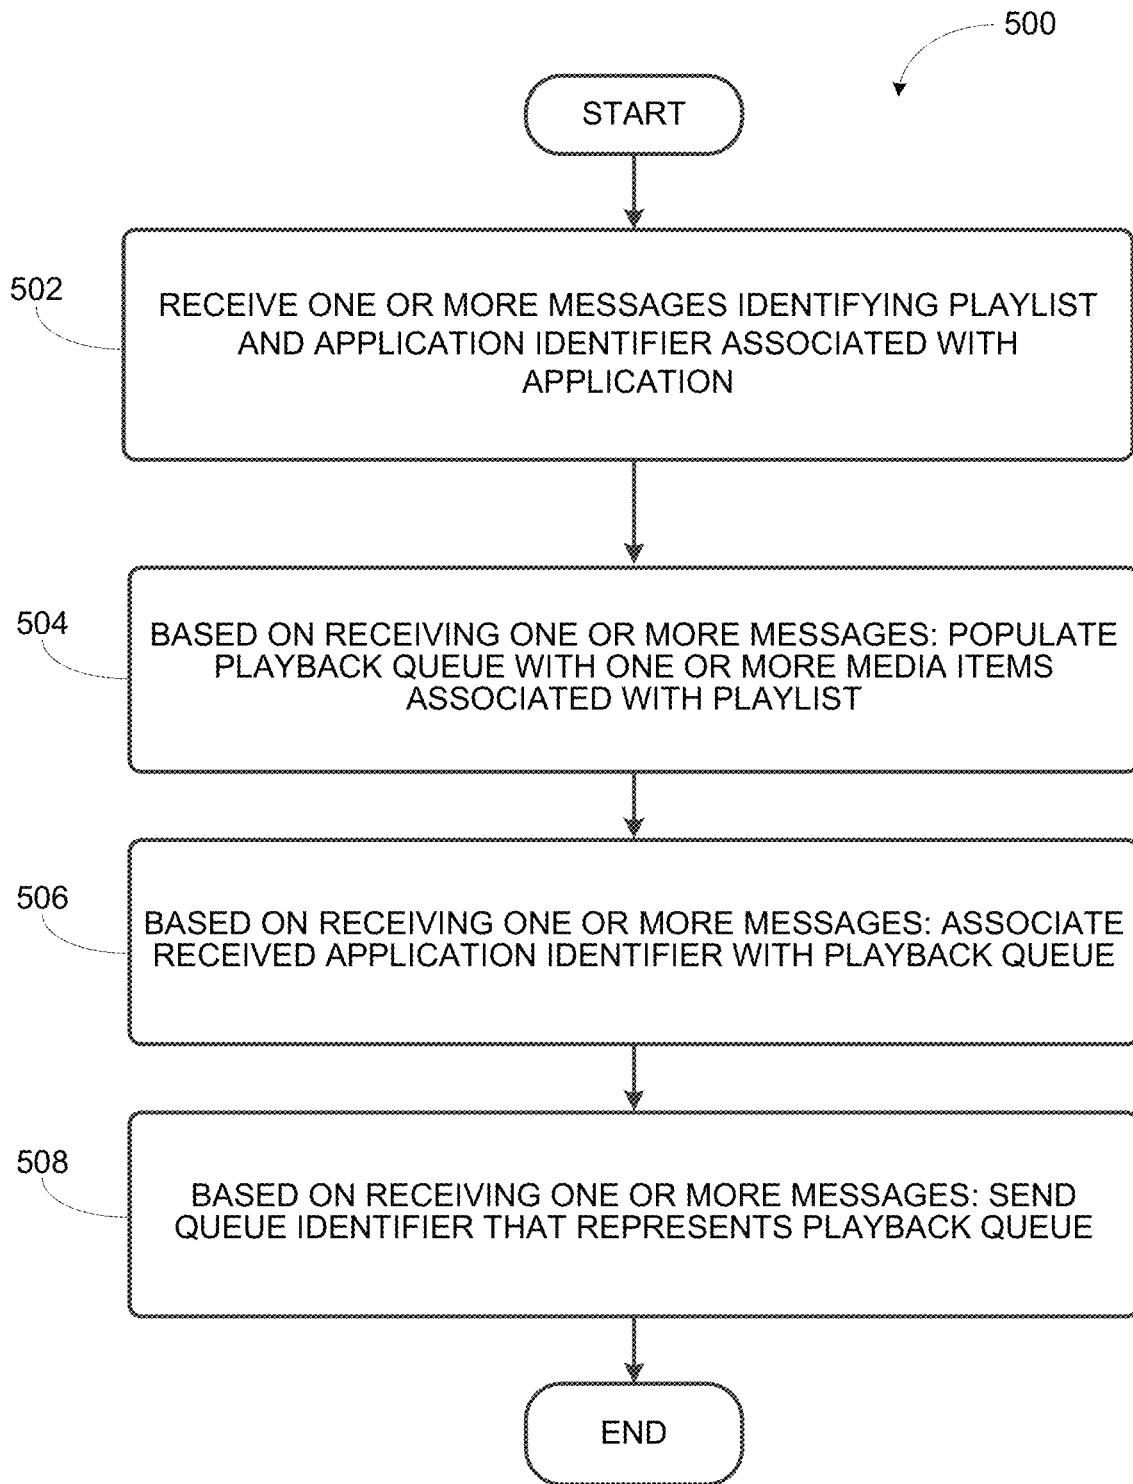 500
START
502
RECEIVE ONE OR MORE MESSAGES IDENTIFYING PLAYLIST
AND APPLICATION IDENTIFIER ASSOCIATED WITH
APPLICATION
504
BASED ON RECEIVING ONE OR MORE MESSAGES: POPULATE
PLAYBACK QUEUE WITH ONE OR MORE MEDIA ITEMS
ASSOCIATED WITH PLAYLIST
506
BASED ON RECEIVING ONE OR MORE MESSAGES: ASSOCIATE
RECEIVED APPLICATION IDENTIFIER WITH PLAYBACK QUEUE
508
BASED ON RECEIVING ONE OR MORE MESSAGES: SEND
QUEUE IDENTIFIER THAT REPRESENTS PLAYBACK QUEUE
END